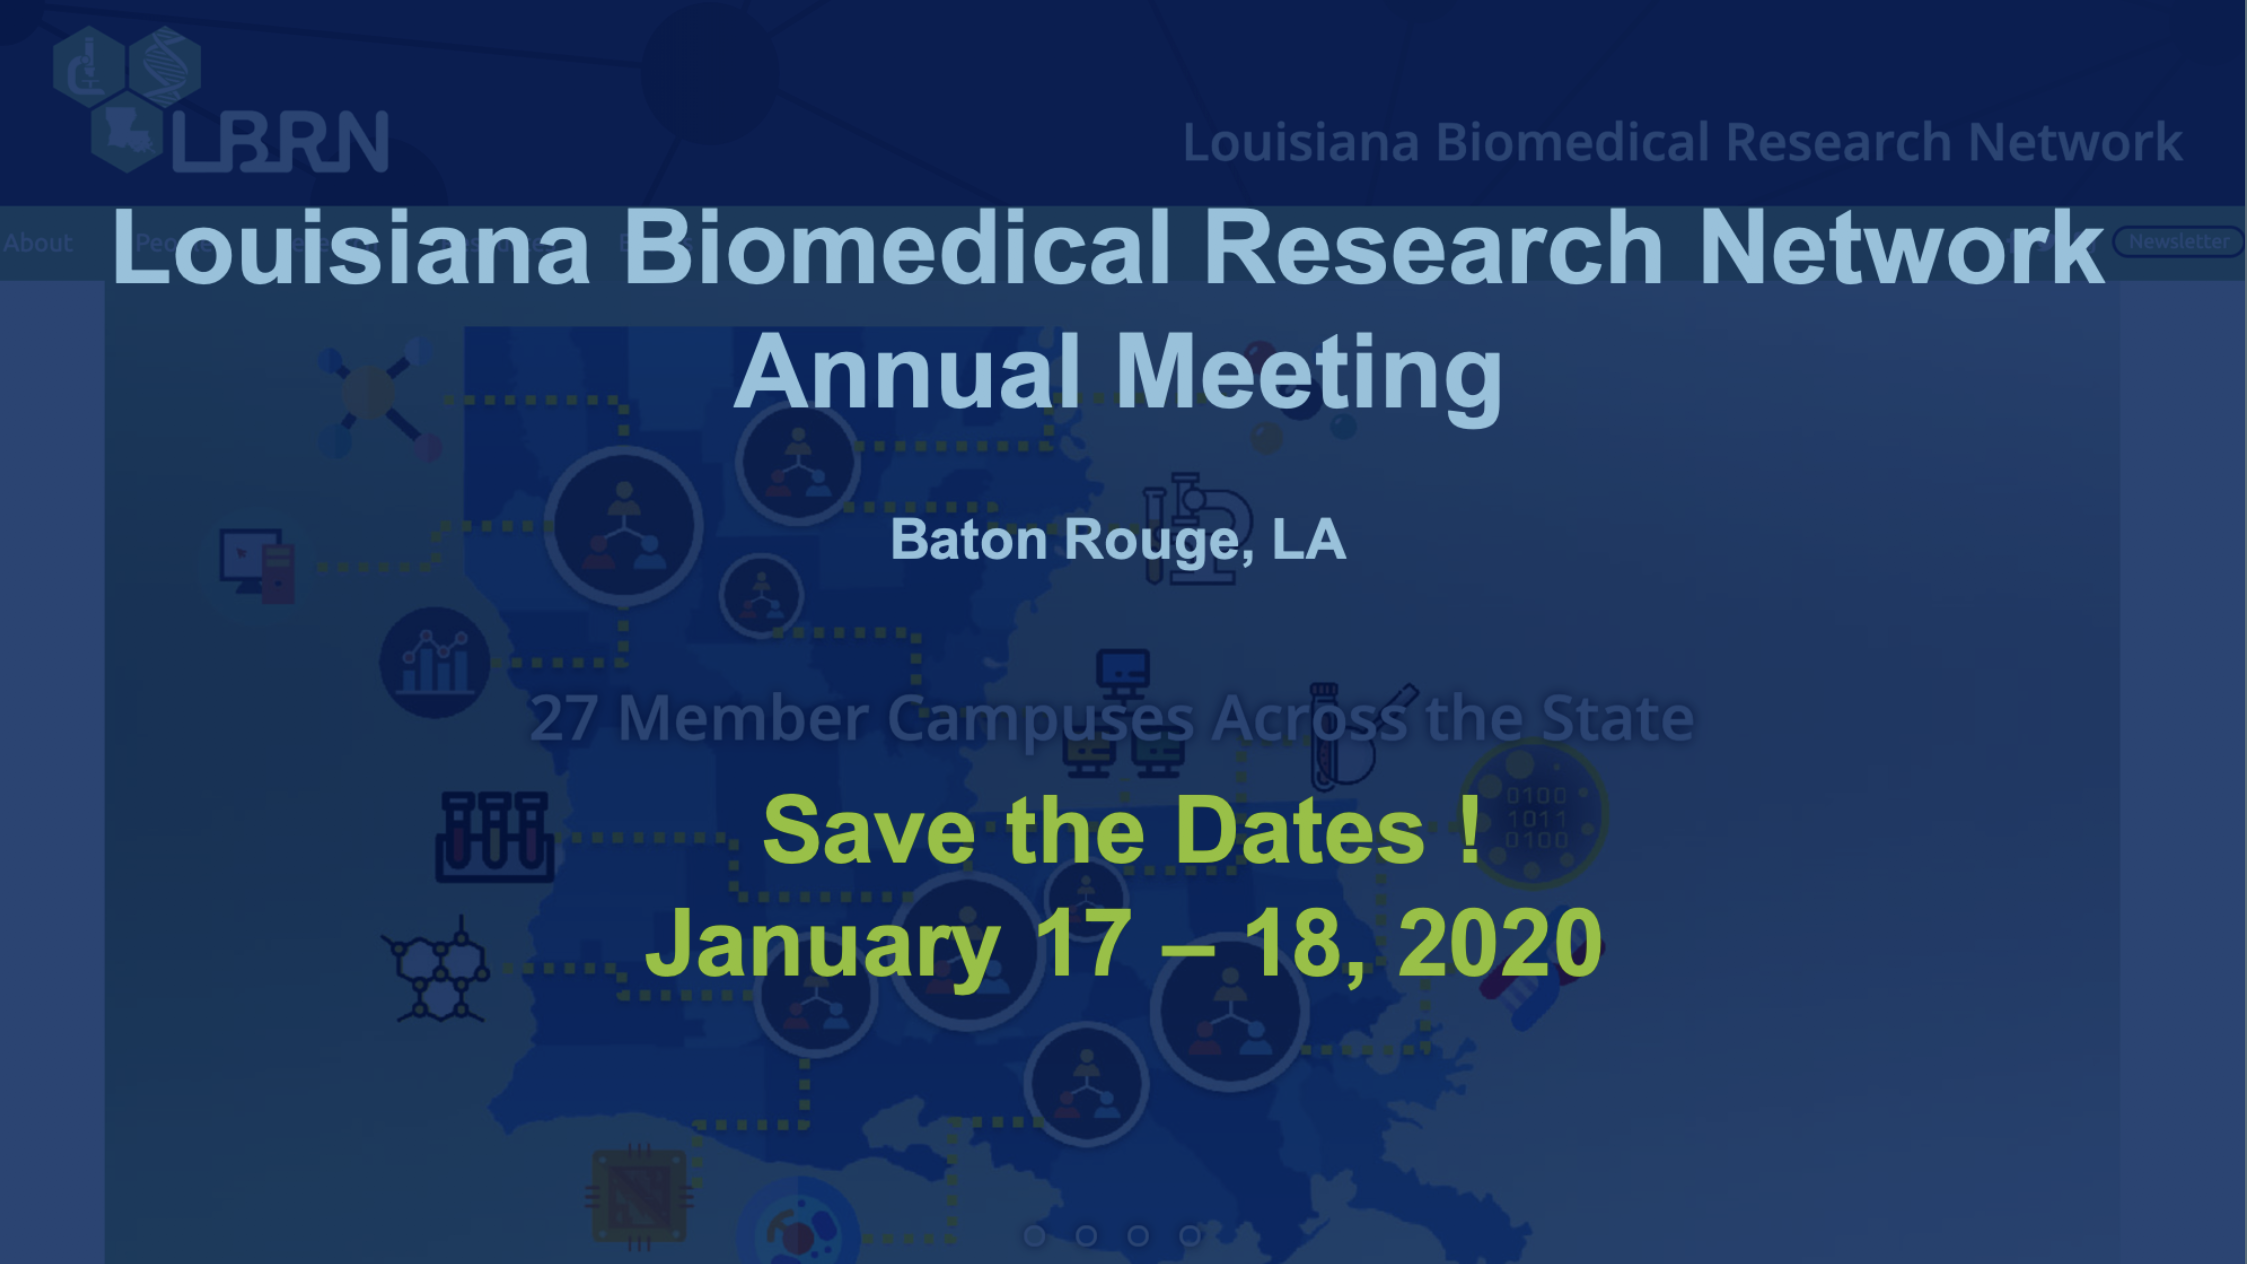 LBRN
Louisiana Biomedical Research Network
About
Newsletter
Louisiana Biomedical Research Network
Annual Meeting
Baton Rouge, LA
27 Member Campuses Across the State
0100
1011
0100
Save the Dates !
January 17 – 18, 2020